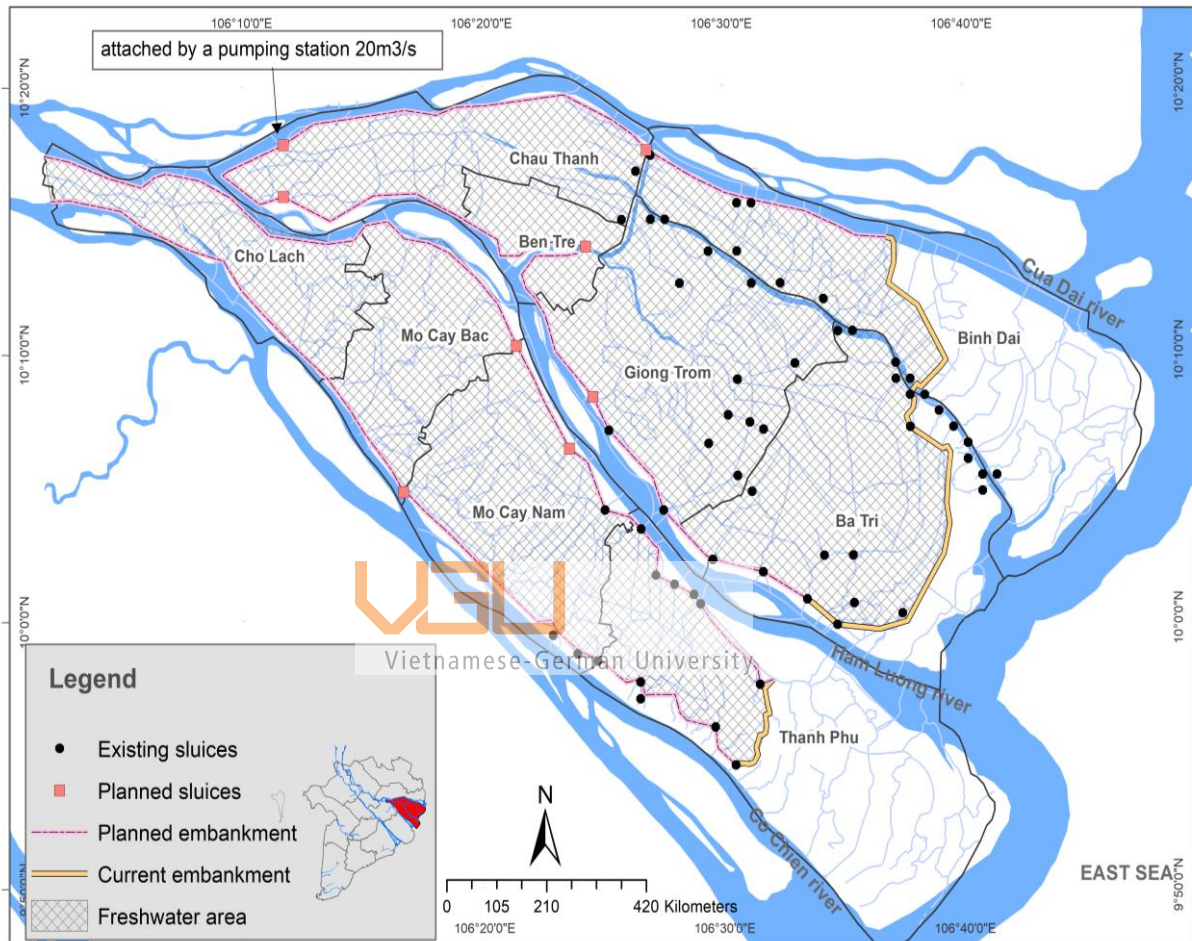 106°10'0"E
106°20'0"E
106°30'0"E
106°40'0"E
attached by a pumping station 20m3/s
10°20'0"N
10°20'0"N
Chau Thanh
Ben Tre
Cho Lach
Cua Dai river
Binh Dai
Mo Cay Bac
10°10'0"N
10°10'0"N
Giong Trom
Mo Cay Nam
Ba Tri
VGU
Vietnamese-German University
10°0'0"N
10°0'0"N
Ham Luong river
Thanh Phu
Co Chien river
EAST SEA
Legend
Existing sluices
Planned sluices
Planned embankment
Current embankment
Freshwater area
N
0 105 210 420 Kilometers
9°50'0"N
9°50'0"N
106°20'0"E
106°30'0"E
106°40'0"E